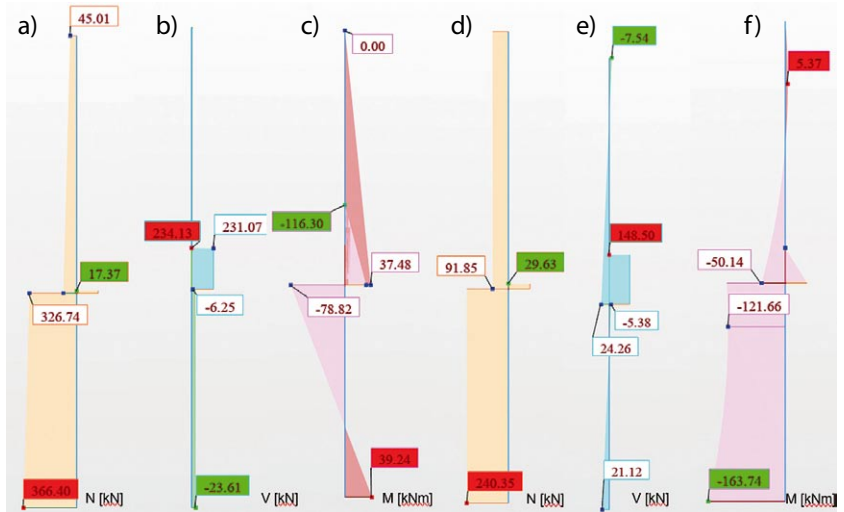 a)
b)
c)
d)
e)
f)
45.01
17.37
326.74
366.40
N [kN]
234.13
231.07
-6.25
-23.61
V [kN]
0.00
-116.30
37.48
-78.82
39.24
M [kNm]
91.85
29.63
240.35
N [kN]
-7.54
148.50
-5.38
24.26
21.12
V [kN]
5.37
-50.14
-121.66
-163.74
M [kNm]